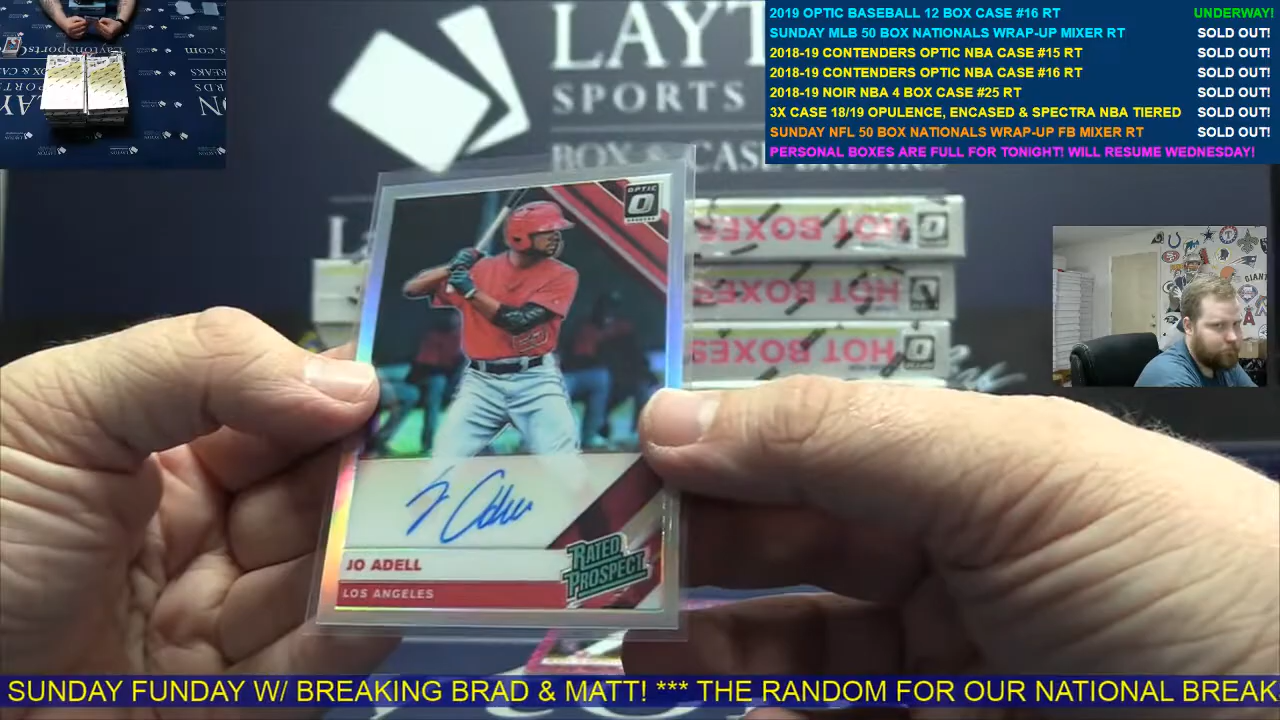 2019 OPTIC BASEBALL 12 BOX CASE #16 RT UNDERWAY!
SUNDAY MLB 50 BOX NATIONALS WRAP-UP MIXER RT SOLD OUT!
2018-19 CONTENDERS OPTIC NBA CASE #15 RT SOLD OUT!
2018-19 CONTENDERS OPTIC NBA CASE #16 RT SOLD OUT!
2018-19 NOIR NBA 4 BOX CASE #25 RT SOLD OUT!
3X CASE 18/19 OPULENCE, ENCASED & SPECTRA NBA TIERED SOLD OUT!
SUNDAY NFL 50 BOX NATIONALS WRAP-UP FB MIXER RT SOLD OUT!
PERSONAL BOXES ARE FULL FOR TONIGHT! WILL RESUME WEDNESDAY!
LAYT
SPORTS
BOX & CASE BREAKS
OPTIC
HOT BOXES
HOT BOXES
HOT BOXES
JO ADELL
LOS ANGELES
RATED
PROSPECT
SUNDAY FUNDAY W/ BREAKING BRAD & MATT! *** THE RANDOM FOR OUR NATIONAL BREAK